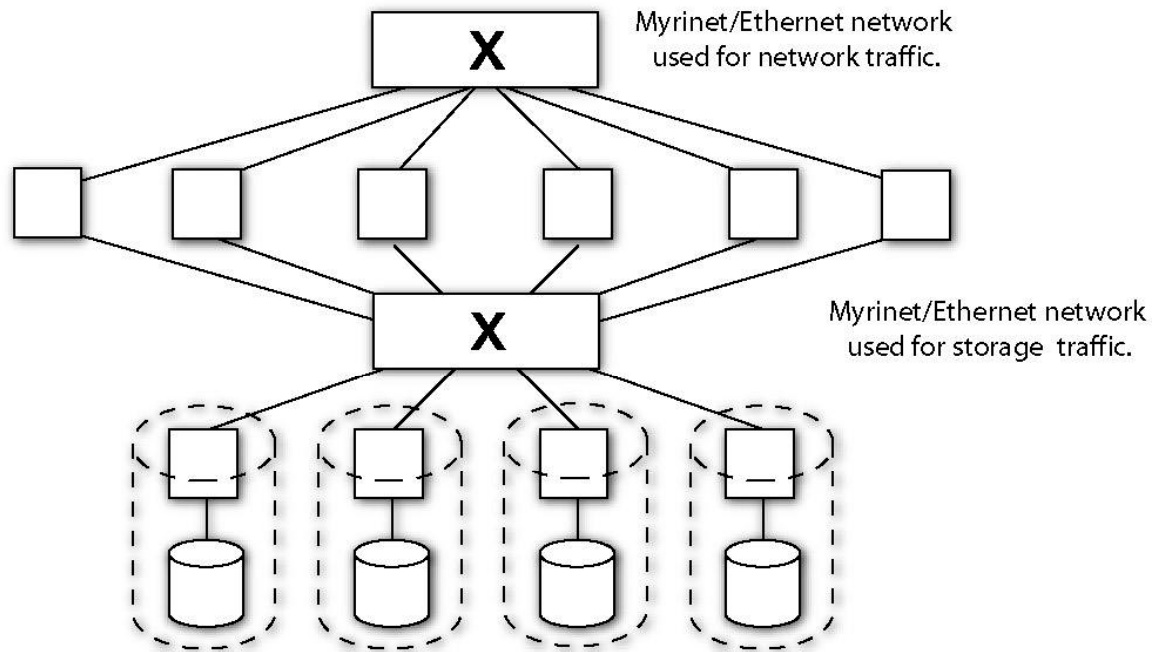 Myrinet/Ethernet network
used for network traffic.
X
Myrinet/Ethernet network
used for storage traffic.
X